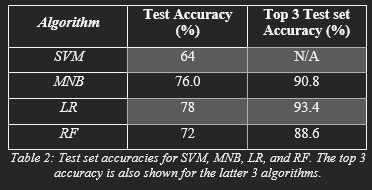 Algorithm Test Accuracy (%) Top 3 Test set Accuracy (%)
SVM 64 N/A
MNB 76.0 90.8
LR 78 93.4
RF 72 88.6
Table 2: Test set accuracies for SVM, MNB, LR, and RF. The top 3
accuracy is also shown for the latter 3 algorithms.